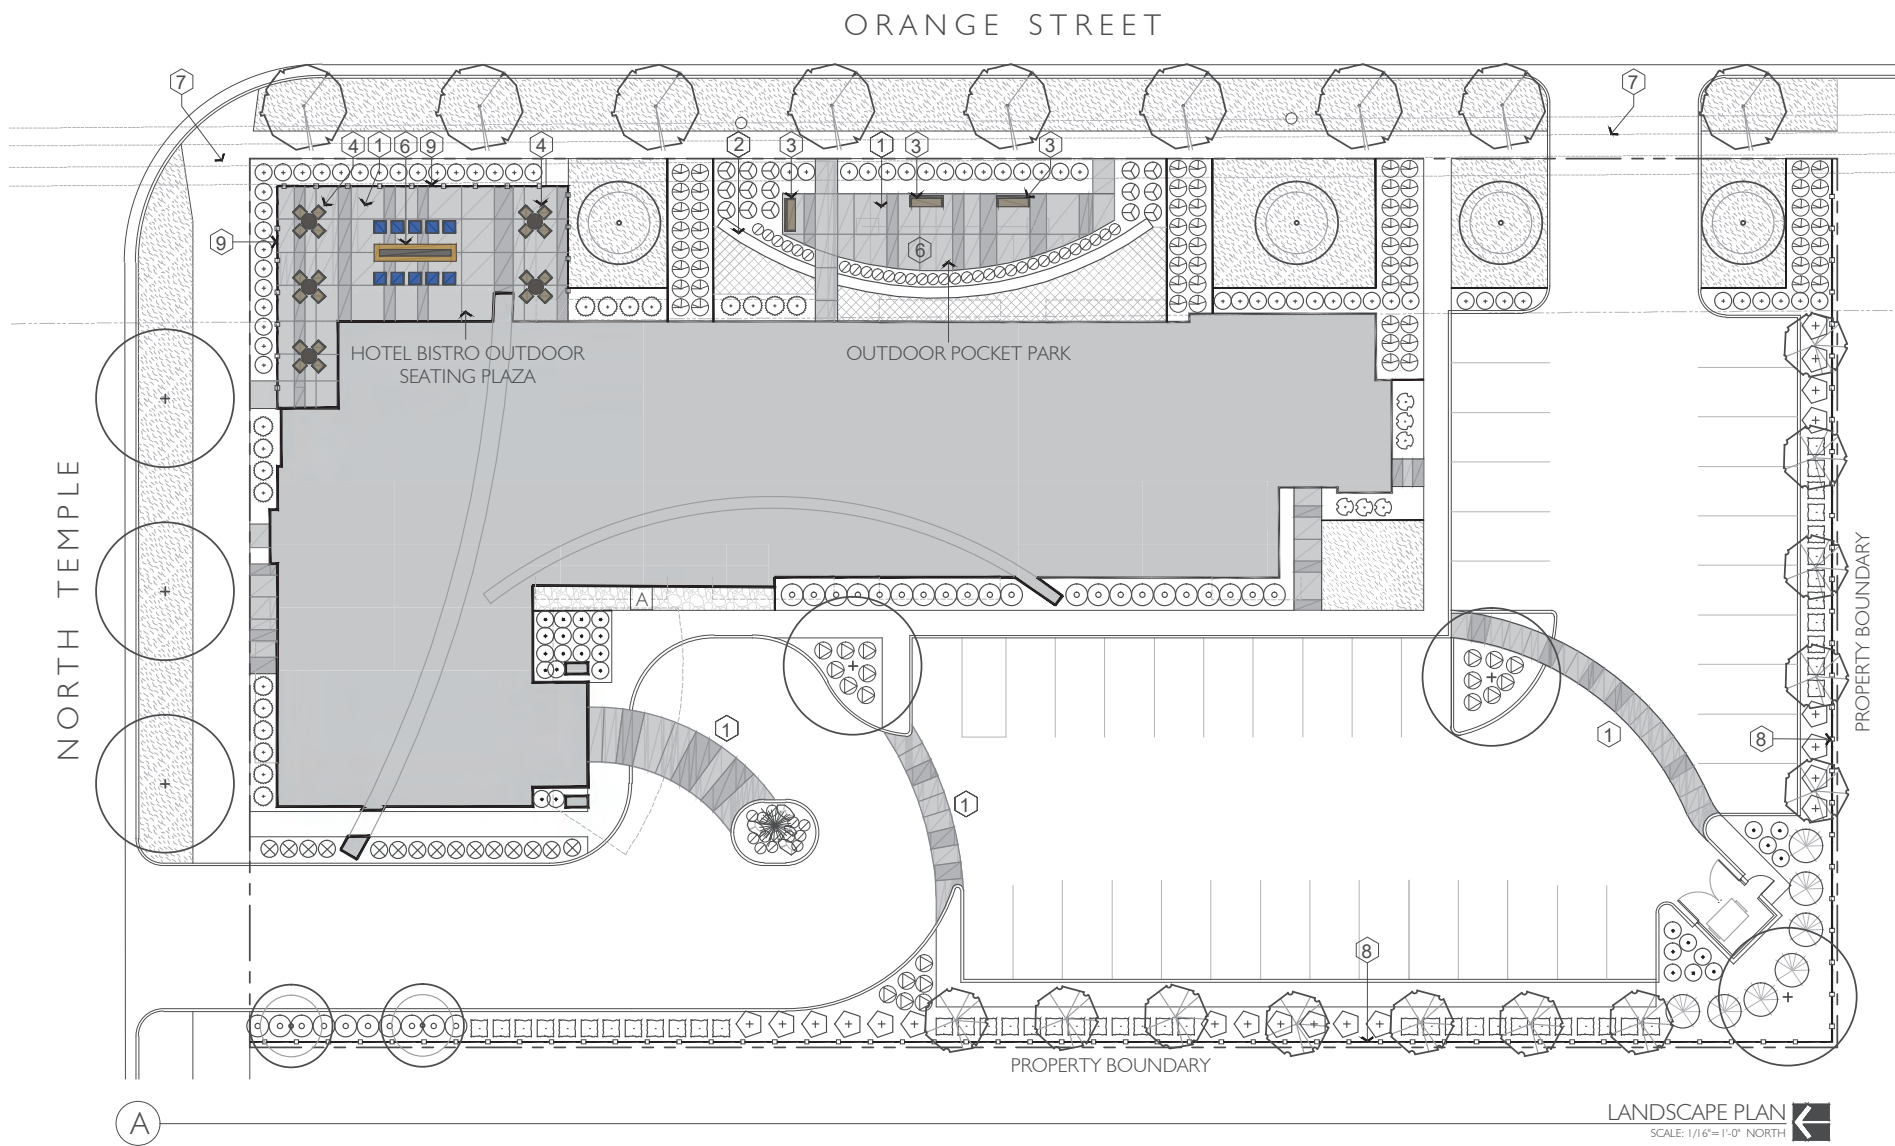 ORANGE STREET
7
7
4
1
6
9
4
2
3
1
3
3
9
6
HOTEL BISTRO OUTDOOR
SEATING PLAZA
OUTDOOR POCKET PARK
NORTH TEMPLE
PROPERTY BOUNDARY
A
1
1
1
8
8
PROPERTY BOUNDARY
A
LANDSCAPE PLAN
SCALE: 1/16"=1'-0" NORTH